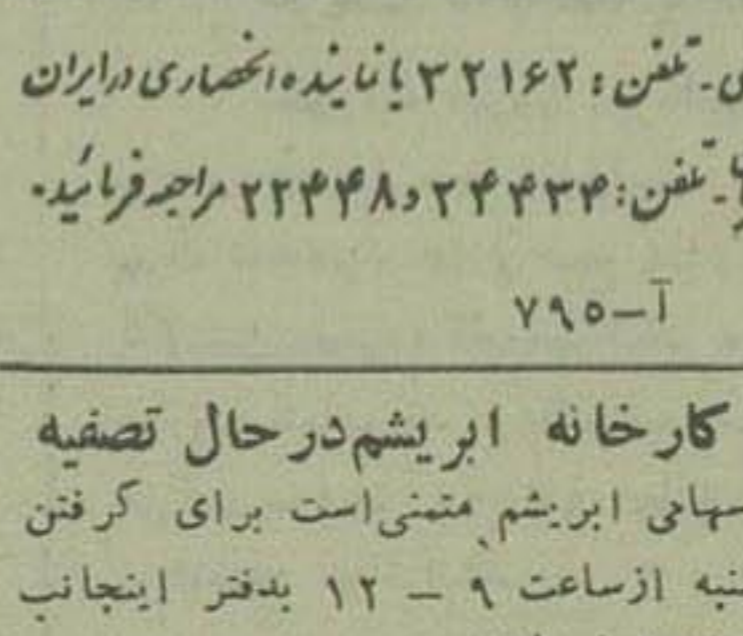 ی ـ تلفن : ۳۲۱۶۲ یا نماینده انحصاری در ایران
ـ تلفن : ۲۴۴۳۴ و ۲۲۴۴۸ مراجعه فرمائید.
آ–۷۹۵
کارخانه ابریشم در حال تصفیه
سهامی ابریشم متمنی است برای گرفتن
نبه از ساعت ۹ – ۱۲ بدفتر اینجانب